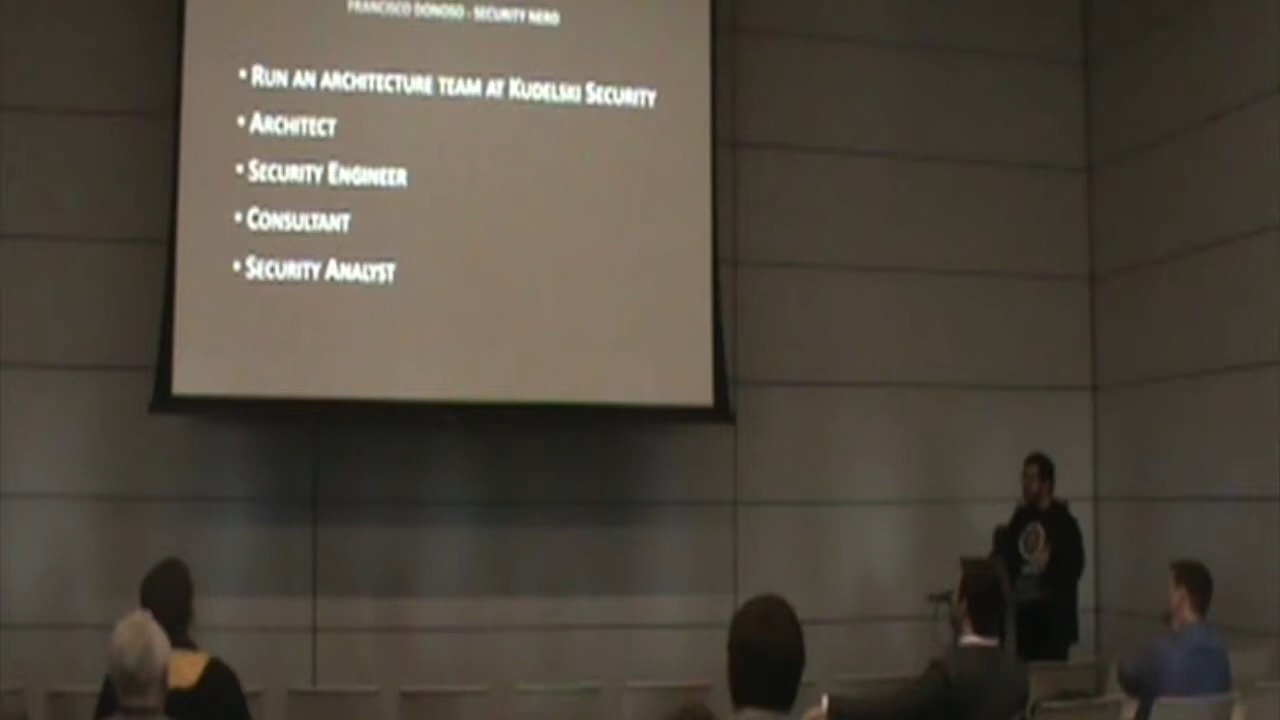 FRANCISCO DONOSO - SECURITY NERD
• RUN AN ARCHITECTURE TEAM AT KUDELSKI SECURITY
• ARCHITECT
• SECURITY ENGINEER
• CONSULTANT
• SECURITY ANALYST